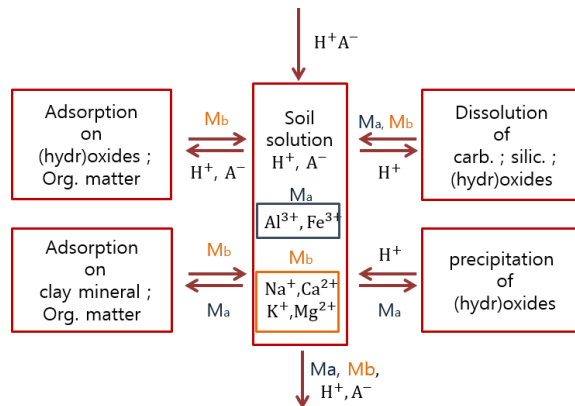 H⁺A⁻
Adsorption
on
(hydr)oxides ;
Org. matter
Mb
H⁺, A⁻
Soil
solution
H⁺, A⁻
Ma
Al³⁺,Fe³⁺
Mb
Na⁺,Ca²⁺
K⁺,Mg²⁺
Ma, Mb
H⁺
Dissolution
of
carb. ; silic. ;
(hydr)oxides
Adsorption
on
clay mineral ;
Org. matter
Mb
Ma
H⁺
Ma
precipitation
of
(hydr)oxides
Ma, Mb,
H⁺, A⁻